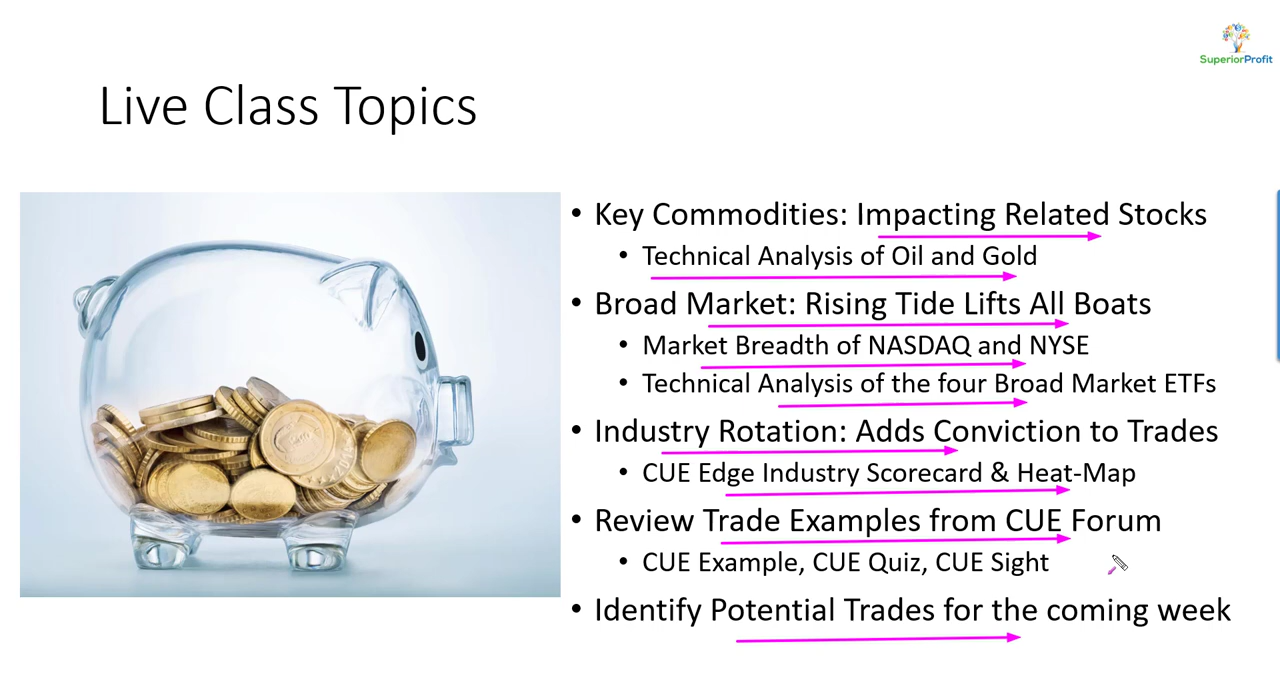 SuperiorProfit
Live Class Topics
• Key Commodities: Impacting Related Stocks
• Technical Analysis of Oil and Gold
• Broad Market: Rising Tide Lifts All Boats
• Market Breadth of NASDAQ and NYSE
• Technical Analysis of the four Broad Market ETFs
• Industry Rotation: Adds Conviction to Trades
• CUE Edge Industry Scorecard & Heat-Map
• Review Trade Examples from CUE Forum
• CUE Example, CUE Quiz, CUE Sight
• Identify Potential Trades for the coming week